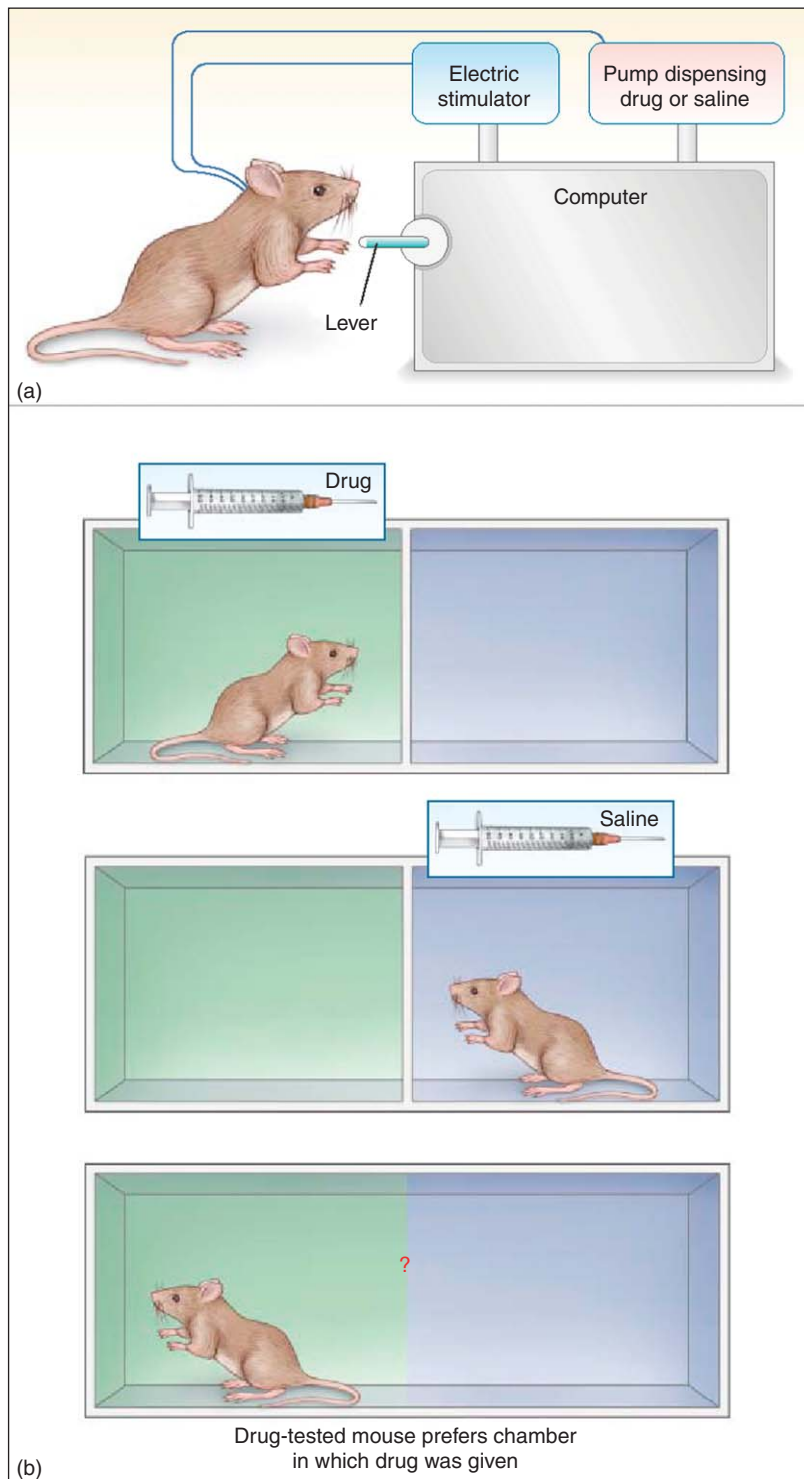 Electric
stimulator
Pump dispensing
drug or saline
Computer
Lever
(a)
Drug
Saline
?
Drug-tested mouse prefers chamber
in which drug was given
(b)